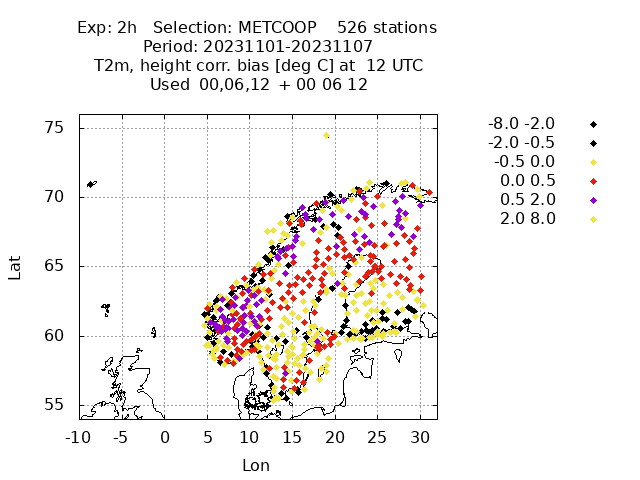 Exp: 2h   Selection: METCOOP    526 stations
Period: 20231101-20231107
T2m, height corr. bias [deg C] at  12 UTC
Used  00,06,12  + 00 06 12
-8.0 -2.0
-2.0 -0.5
-0.5 0.0
0.0 0.5
0.5 2.0
2.0 8.0
75
70
65
60
55
Lat
-10 -5 0 5 10 15 20 25 30
Lon